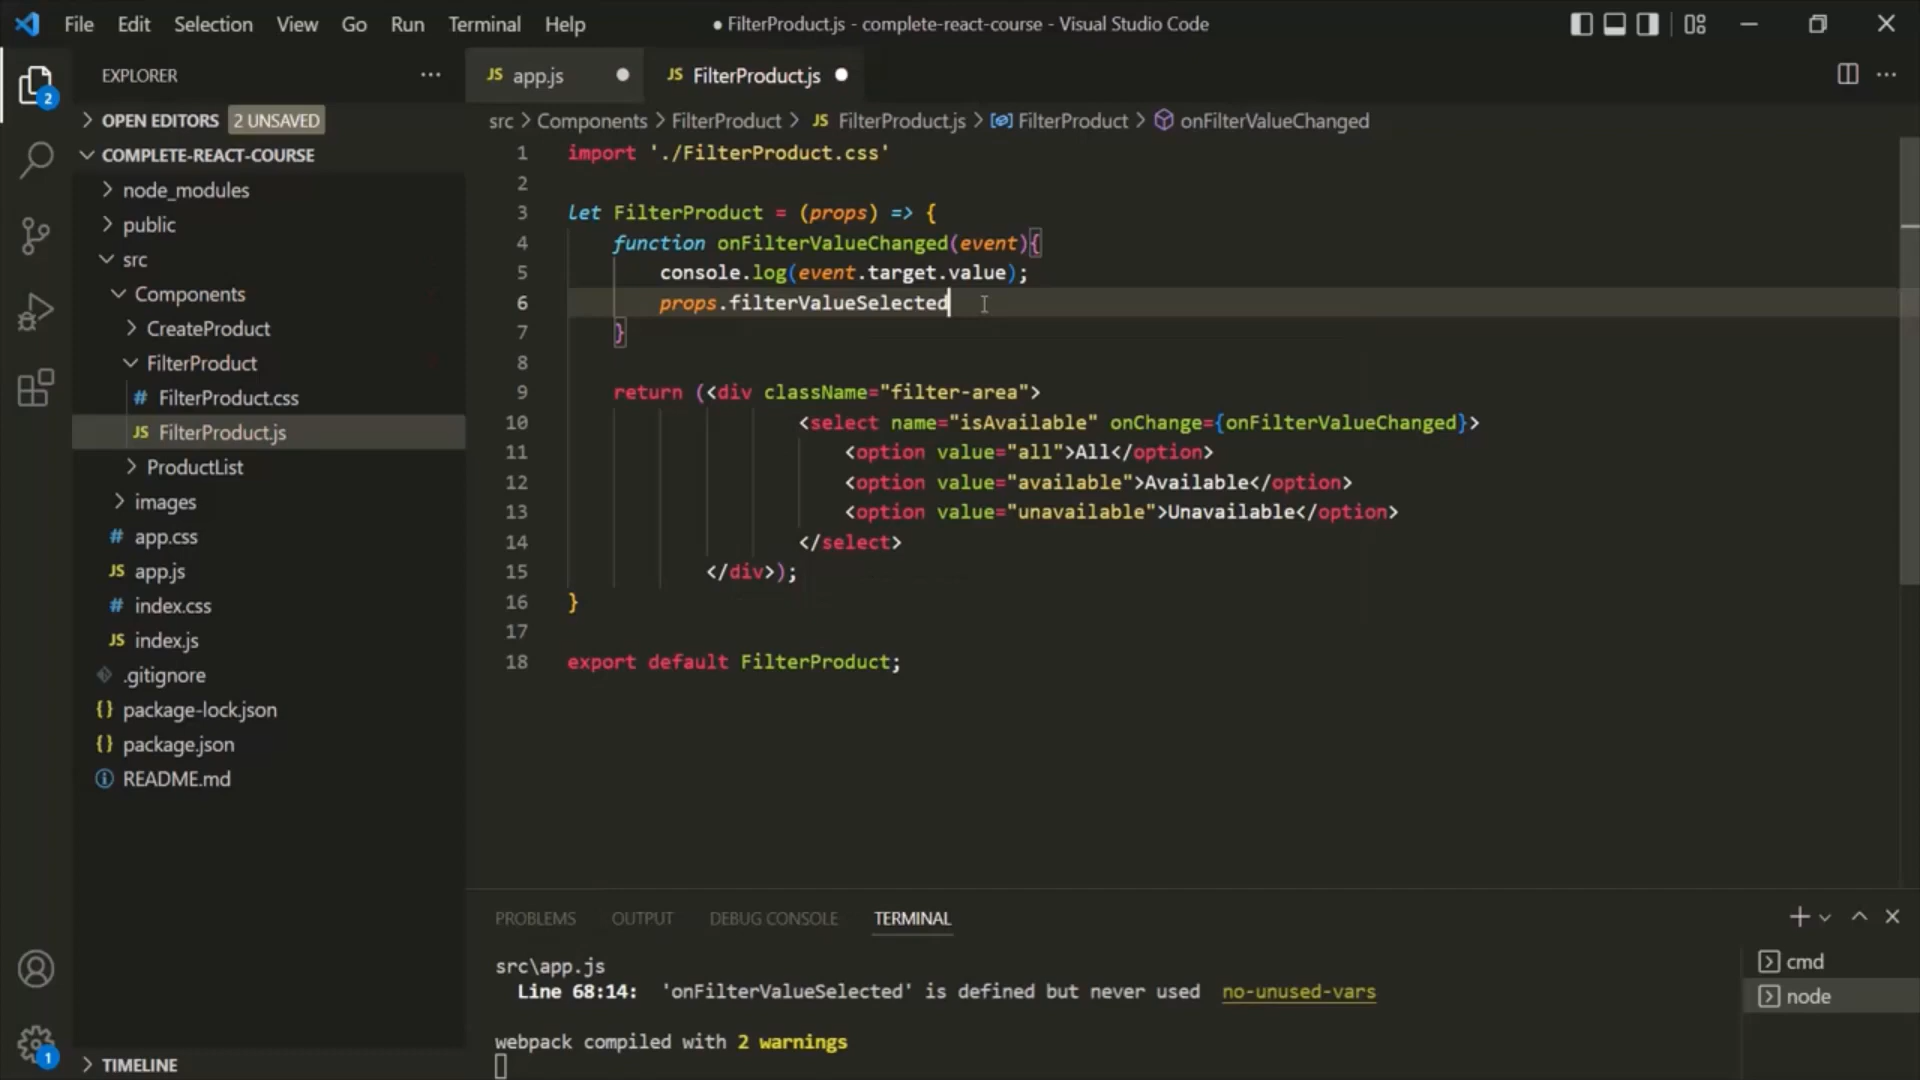 File Edit Selection View Go Run Terminal Help
● FilterProduct.js - complete-react-course - Visual Studio Code
EXPLORER
JS app.js
JS FilterProduct.js
2
OPEN EDITORS 2 UNSAVED
src > Components > FilterProduct > JS FilterProduct.js > FilterProduct > onFilterValueChanged
COMPLETE-REACT-COURSE
node_modules
public
src
Components
CreateProduct
FilterProduct
# FilterProduct.css
JS FilterProduct.js
ProductList
images
# app.css
JS app.js
# index.css
JS index.js
.gitignore
{} package-lock.json
{} package.json
README.md
TIMELINE
1
1 import './FilterProduct.css'
2
3 let FilterProduct = (props) => {
4 function onFilterValueChanged(event){
5 console.log(event.target.value);
6 props.filterValueSelected
7 }
8
9 return (<div className="filter-area">
10 <select name="isAvailable" onChange={onFilterValueChanged}>
11 <option value="all">All</option>
12 <option value="available">Available</option>
13 <option value="unavailable">Unavailable</option>
14 </select>
15 </div>);
16 }
17
18 export default FilterProduct;
PROBLEMS OUTPUT DEBUG CONSOLE TERMINAL
src\app.js
Line 68:14: 'onFilterValueSelected' is defined but never used no-unused-vars
webpack compiled with 2 warnings
cmd
node